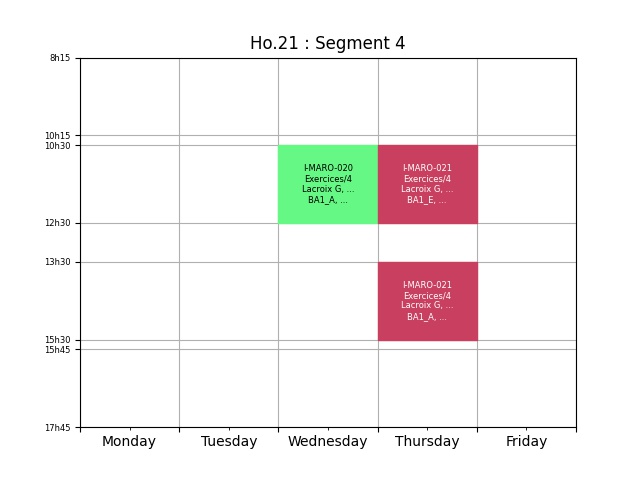 Ho.21 : Segment 4
8h15
10h15
10h30
I-MARO-020
Exercices/4
Lacroix G, ...
BA1_A, ...
I-MARO-021
Exercices/4
Lacroix G, ...
BA1_E, ...
12h30
13h30
I-MARO-021
Exercices/4
Lacroix G, ...
BA1_A, ...
15h30
15h45
17h45
Monday
Tuesday
Wednesday
Thursday
Friday